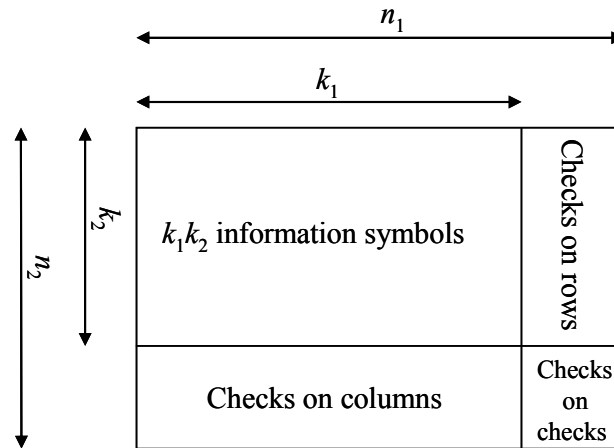 n₁
k₁
k₂
n₂
k₁k₂ information symbols
Checks on rows
Checks on columns
Checks
on
checks